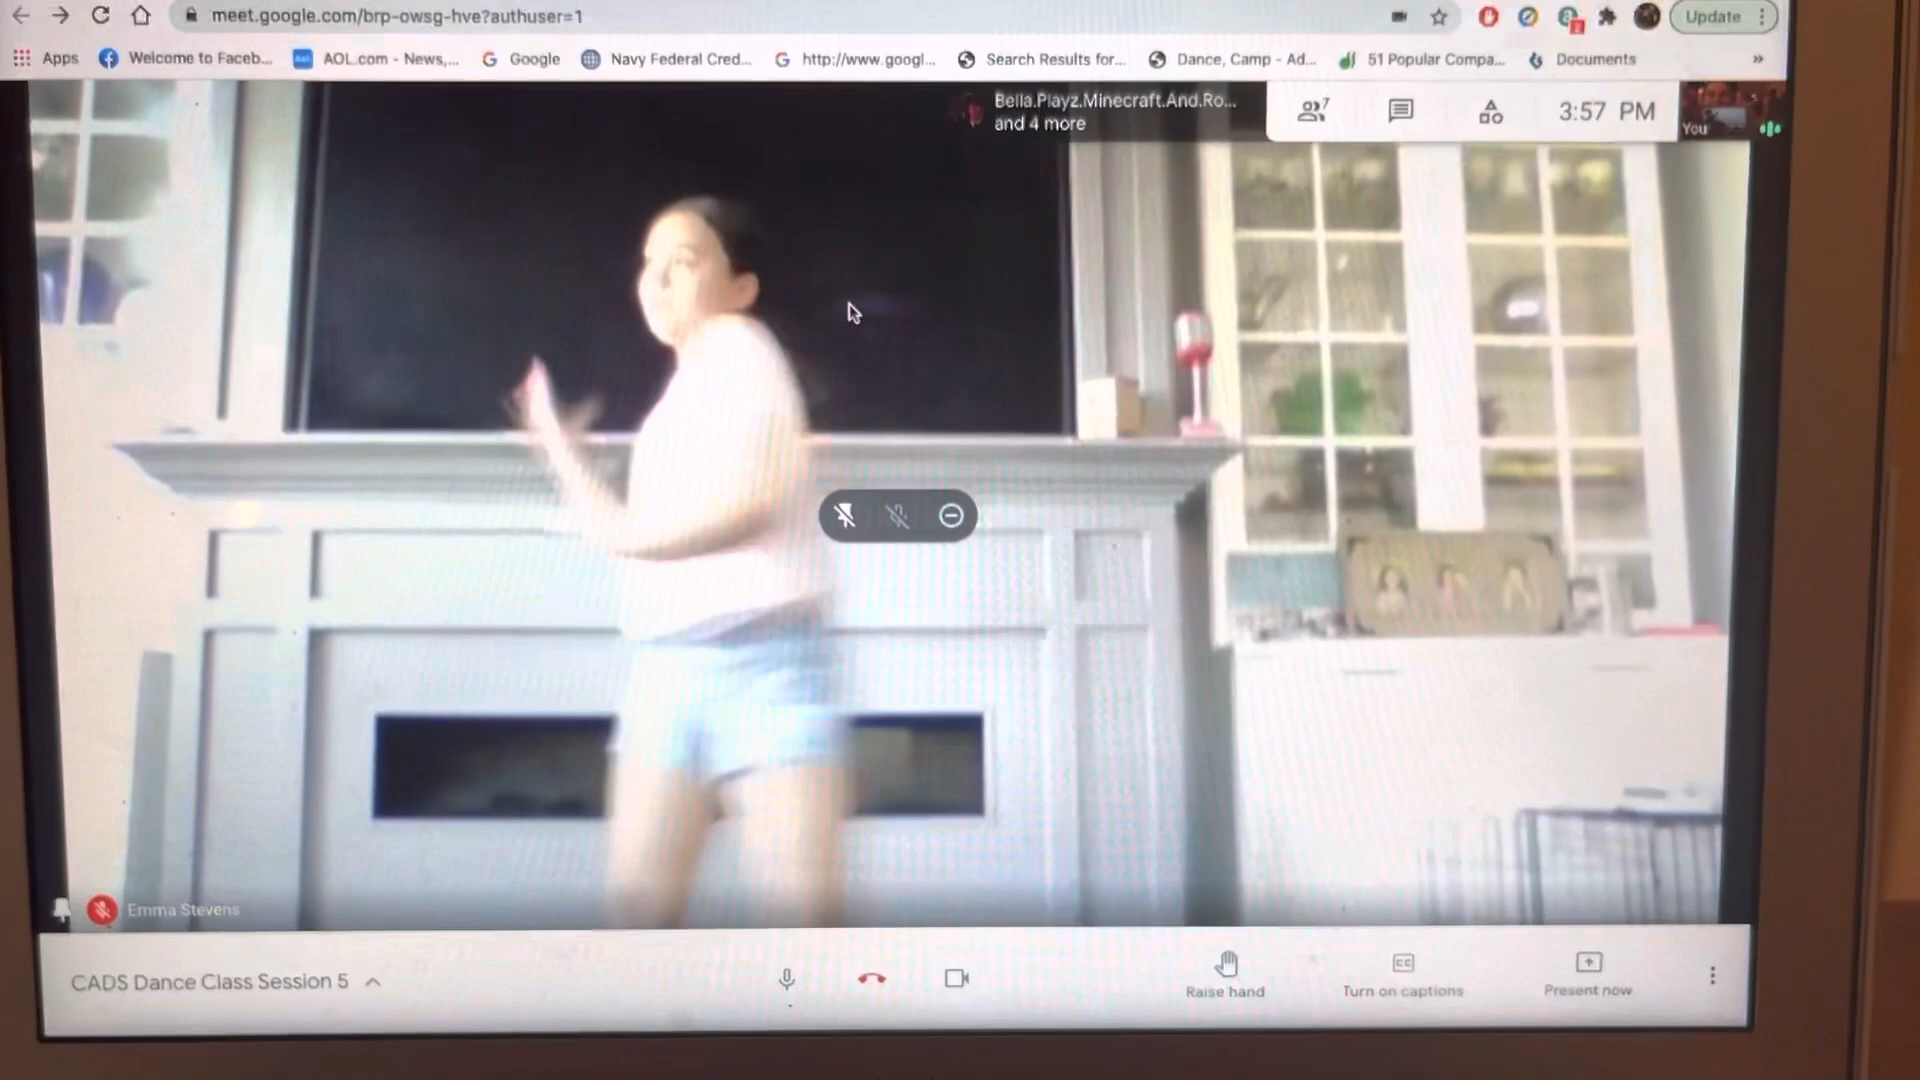 meet.google.com/brp-owsg-hve?authuser=1
Update
Apps
Welcome to Faceb...
Aol.
AOL.com - News,...
Google
Navy Federal Cred...
http://www.googl...
Search Results for...
Dance, Camp - Ad...
51 Popular Compa...
Documents
»
Bella.Playz.Minecraft.And.Ro...
and 4 more
7
3:57 PM
You
Emma Stevens
CADS Dance Class Session 5
Raise hand
CC
Turn on captions
Present now